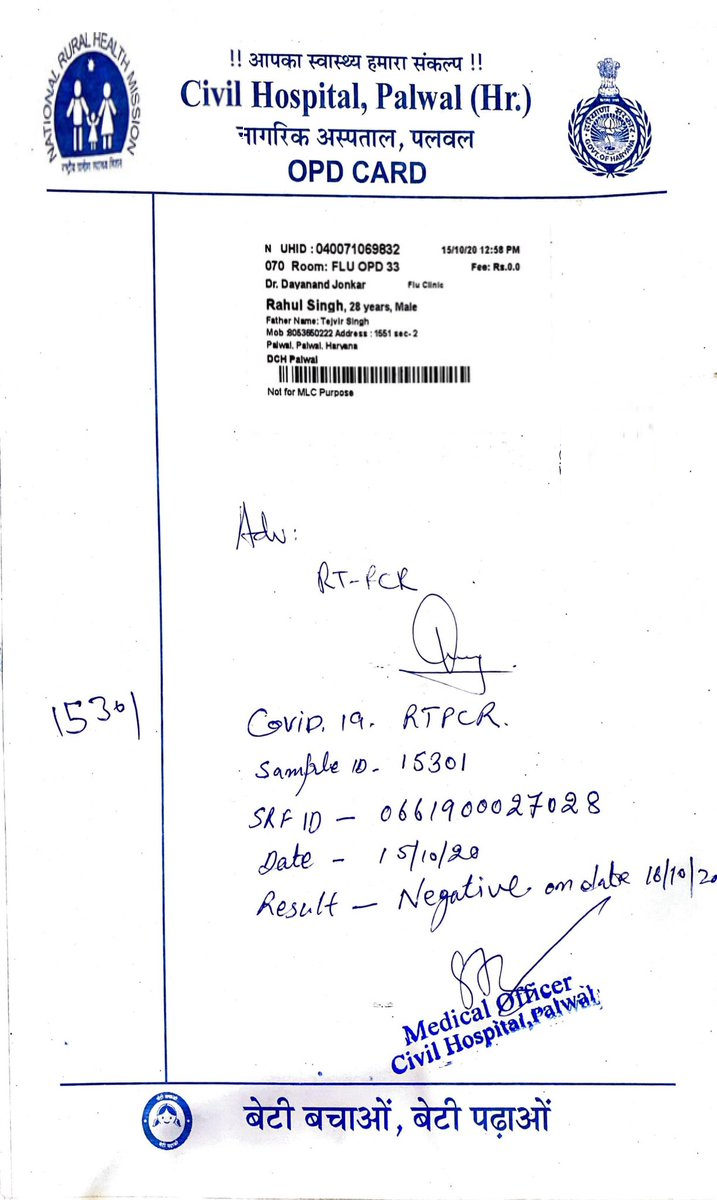 NATIONAL RURAL HEALTH MISSION
राष्ट्रीय ग्रामीण स्वास्थ्य मिशन
!! आपका स्वास्थ्य हमारा संकल्प !!
Civil Hospital, Palwal (Hr.)
नागरिक अस्पताल, पलवल
OPD CARD
हरियाणा सरकार
GOVT. OF HARYANA
N UHID : 040071069832 15/10/20 12:58 PM
070 Room: FLU OPD 33 Fee: Rs.0.0
Dr. Dayanand Jonkar Flu Clinic
Rahul Singh, 28 years, Male
Father Name: Tejvir Singh
Mob :8053650222 Address : 1551 sec-2
Palwal, Palwal, Haryana
DCH Palwal
Not for MLC Purpose
Adv:
RT-PCR
15301
Covid. 19. RTPCR.
Sample ID - 15301
SRF ID - 0661900027028
Date - 15/10/20
Result - Negative on date 18/10/20
Medical Officer
Civil Hospital, Palwal
बेटी बचाओ
बेटी पढ़ाओ
बेटी बचाओं, बेटी पढ़ाओं